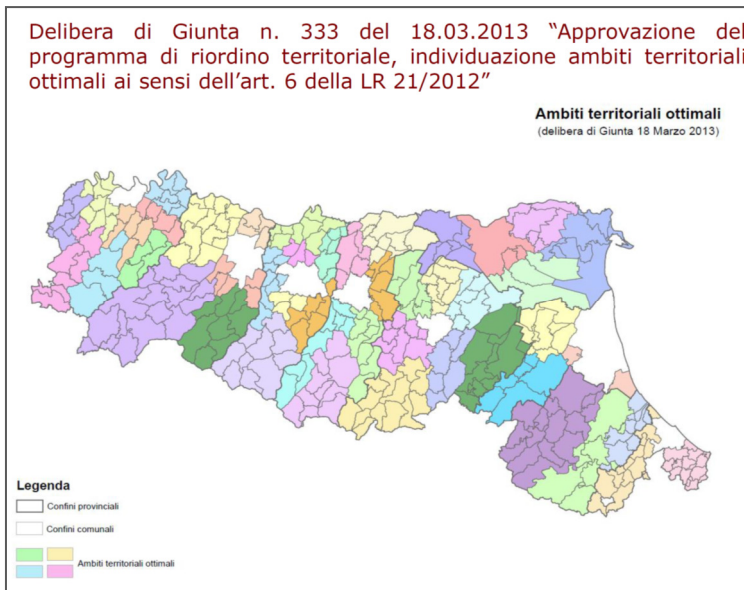 Delibera di Giunta n. 333 del 18.03.2013 “Approvazione del
programma di riordino territoriale, individuazione ambiti territoriali
ottimali ai sensi dell’art. 6 della LR 21/2012”
Ambiti territoriali ottimali
(delibera di Giunta 18 Marzo 2013)
Legenda
Confini provinciali
Confini comunali
Ambiti territoriali ottimali